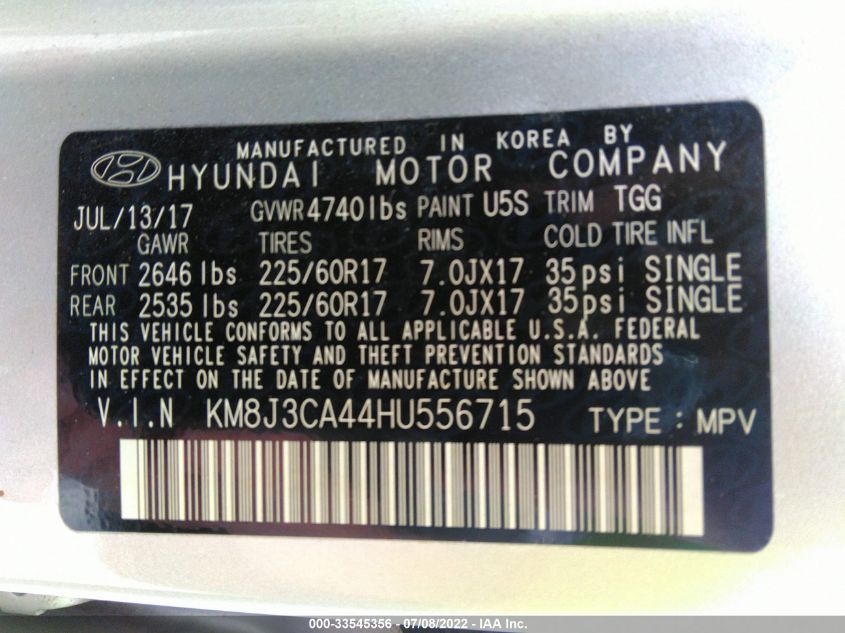 MANUFACTURED IN KOREA BY
HYUNDAI MOTOR COMPANY
JUL/13/17 GVWR 4740lbs PAINT U5S TRIM TGG
GAWR TIRES RIMS COLD TIRE INFL
FRONT 2646 lbs 225/60R17 7.0JX17 35psi SINGLE
REAR 2535 lbs 225/60R17 7.0JX17 35psi SINGLE
THIS VEHICLE CONFORMS TO ALL APPLICABLE U.S.A. FEDERAL
MOTOR VEHICLE SAFETY AND THEFT PREVENTION STANDARDS
IN EFFECT ON THE DATE OF MANUFACTURE SHOWN ABOVE
V.I.N KM8J3CA44HU556715 TYPE : MPV
000-33545356 - 07/08/2022 - IAA Inc.